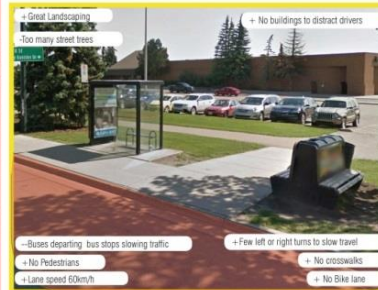 +Great Landscaping
+ No buildings to distract drivers
-Too many street trees
--Buses departing bus stops slowing traffic
+Few left or right turns to slow travel
+No Pedestrians
+ No crosswalks
+Lane speed 60km/h
+ No Bike lane